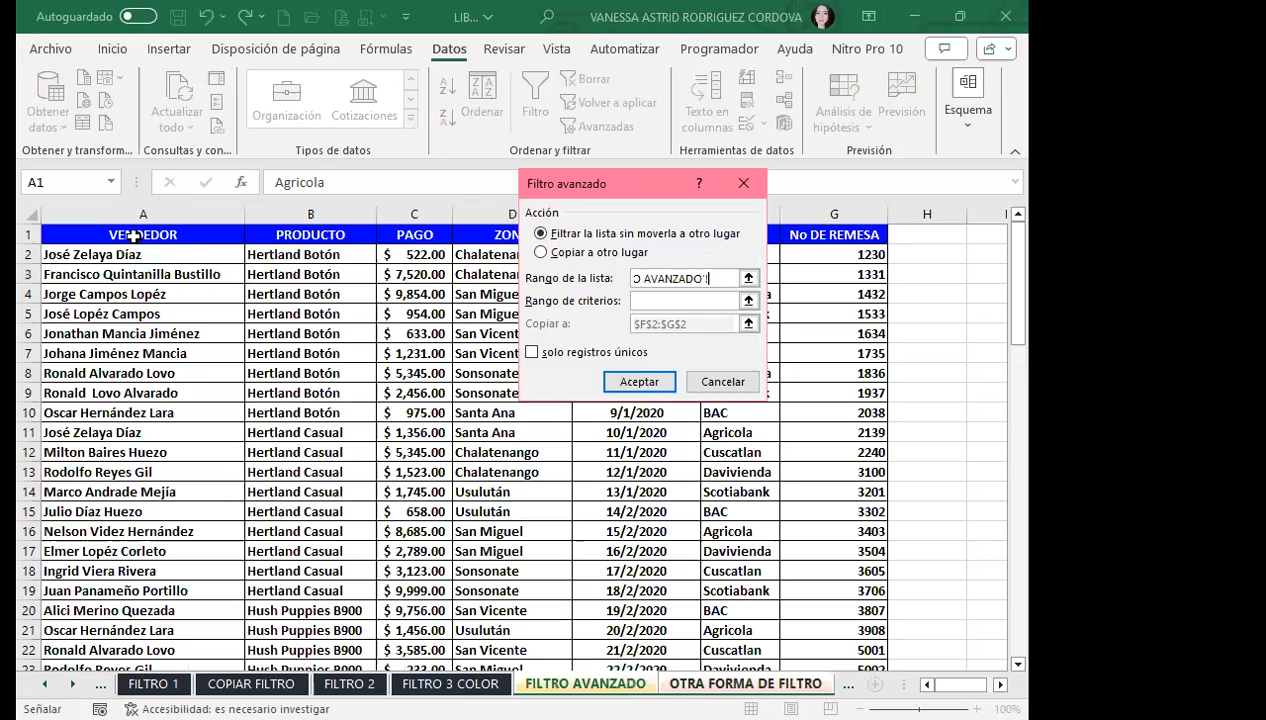 Autoguardado LIB... VANESSA ASTRID RODRIGUEZ CORDOVA
Archivo Inicio Insertar Disposición de página Fórmulas Datos Revisar Vista Automatizar Programador Ayuda Nitro Pro 10
Obtener datos Actualizar todo Organización Cotizaciones Ordenar Filtro Borrar Volver a aplicar Avanzadas Texto en columnas Análisis de hipótesis Previsión Esquema
Obtener y transform... Consultas y con... Tipos de datos Ordenar y filtrar Herramientas de datos Previsión
A1 fx Agricola
Filtro avanzado ?
Acción
Filtrar la lista sin moverla a otro lugar
Copiar a otro lugar
Rango de la lista: AVANZADO'!
Rango de criterios:
Copiar a: $F$2:$G$2
Solo registros únicos
Aceptar Cancelar
A B C D G H
1 VENDEDOR PRODUCTO PAGO No DE REMESA
2 José Zelaya Díaz Hertland Botón $ 522.00 1230
3 Francisco Quintanilla Bustillo Hertland Botón $ 7,520.00 1331
4 Jorge Campos Lopéz Hertland Botón $ 9,854.00 San Miguel 1432
5 José Lopéz Campos Hertland Botón $ 954.00 San Miguel 1533
6 Jonathan Mancia Jiménez Hertland Botón $ 633.00 1634
7 Johana Jiménez Mancia Hertland Botón $ 1,231.00 1735
8 Ronald Alvarado Lovo Hertland Botón $ 5,345.00 Sonsonate 1836
9 Ronald Lovo Alvarado Hertland Botón $ 2,456.00 Sonsonate 1937
10 Oscar Hernández Lara Hertland Botón $ 975.00 Santa Ana 9/1/2020 BAC 2038
11 José Zelaya Díaz Hertland Casual $ 1,356.00 Santa Ana 10/1/2020 Agricola 2139
12 Milton Baires Huezo Hertland Casual $ 5,345.00 Chalatenango 11/1/2020 Cuscatlan 2240
13 Rodolfo Reyes Gil Hertland Casual $ 1,523.00 Chalatenango 12/1/2020 Davivienda 3100
14 Marco Andrade Mejía Hertland Casual $ 1,745.00 Usulután 13/1/2020 Scotiabank 3201
15 Julio Díaz Huezo Hertland Casual $ 658.00 Usulután 14/2/2020 BAC 3302
16 Nelson Videz Hernández Hertland Casual $ 8,685.00 San Miguel 15/2/2020 Agricola 3403
17 Elmer Lopéz Corleto Hertland Casual $ 2,789.00 San Miguel 16/2/2020 Davivienda 3504
18 Ingrid Viera Rivera Hertland Casual $ 3,123.00 Sonsonate 17/2/2020 Cuscatlan 3605
19 Juan Panameño Portillo Hertland Casual $ 9,999.00 Sonsonate 18/2/2020 Scotiabank 3706
20 Alici Merino Quezada Hush Puppies B900 $ 9,756.00 San Vicente 19/2/2020 BAC 3807
21 Oscar Hernández Lara Hush Puppies B900 $ 1,456.00 Usulután 20/2/2020 Agricola 3908
22 Ronald Alvarado Lovo Hush Puppies B900 $ 3,585.00 San Vicente 21/2/2020 Cuscatlan 5001
23 Rodolfo Reyes Gil Hush Puppies B900 $ 233.00 San Miguel 22/2/2020 Davivienda 5002
... FILTRO 1 COPIAR FILTRO FILTRO 2 FILTRO 3 COLOR FILTRO AVANZADO OTRA FORMA DE FILTRO ...
Señalar Accesibilidad: es necesario investigar 100%